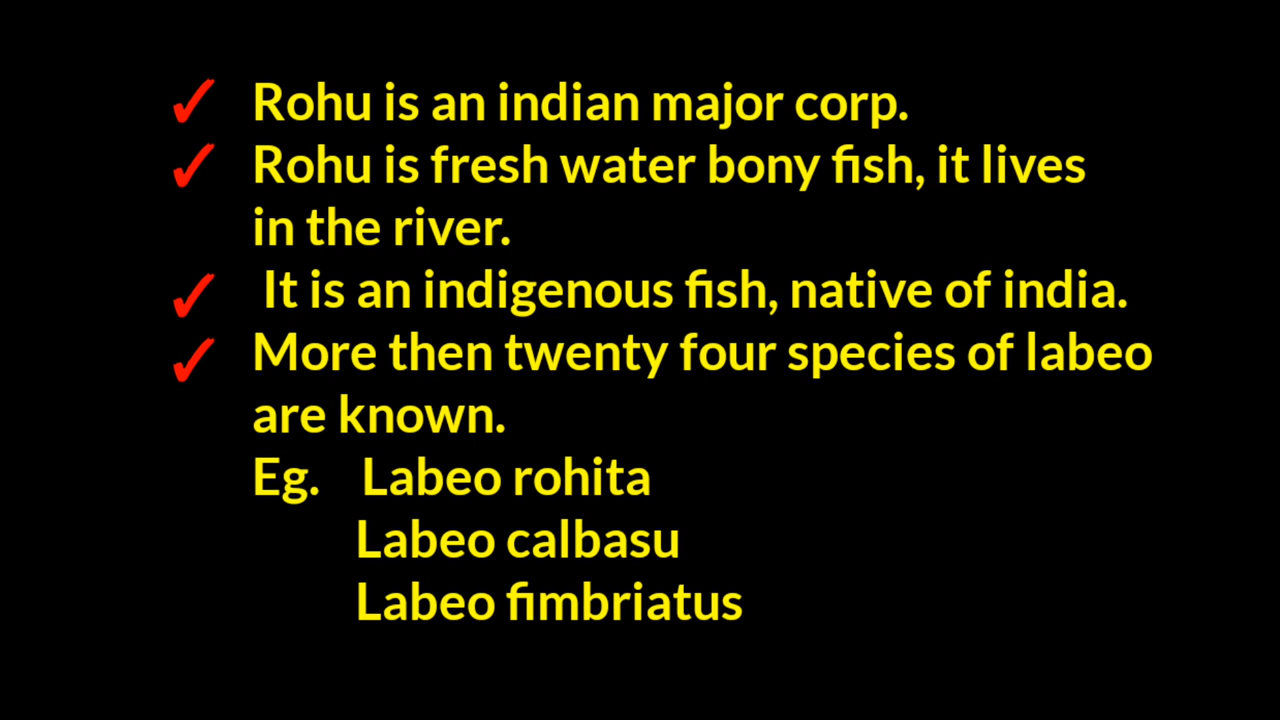 ✓ Rohu is an indian major corp.
✓ Rohu is fresh water bony fish, it lives
in the river.
✓ It is an indigenous fish, native of india.
✓ More then twenty four species of labeo
are known.
Eg. Labeo rohita
Labeo calbasu
Labeo fimbriatus